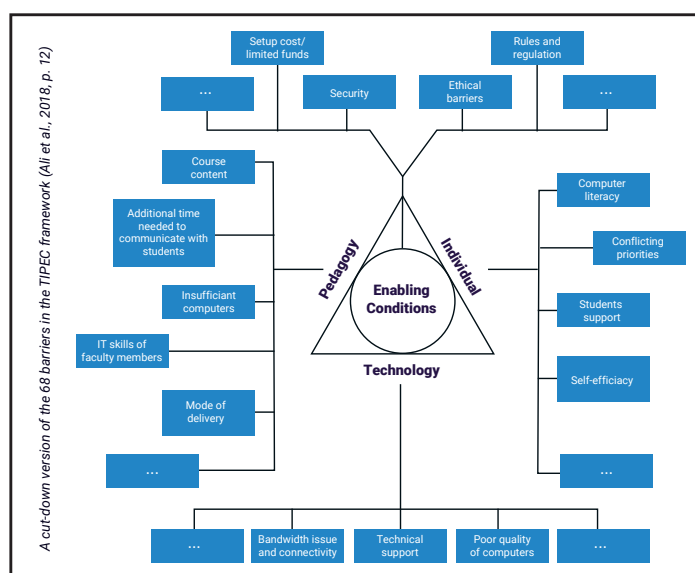 A cut-down version of the 68 barriers in the TIPEC framework (Ali et al., 2018, p. 12)
Setup cost/
limited funds
Rules and
regulation
...
Security
Ethical
barriers
...
Course
content
Additional time
needed to
communicate with
students
Insufficiant
computers
IT skills of
faculty members
Mode of
delivery
...
Pedagogy
Individual
Enabling
Conditions
Technology
Computer
literacy
Conflicting
priorities
Students
support
Self-efficiacy
...
...
Bandwidth issue
and connectivity
Technical
support
Poor quality
of computers
...